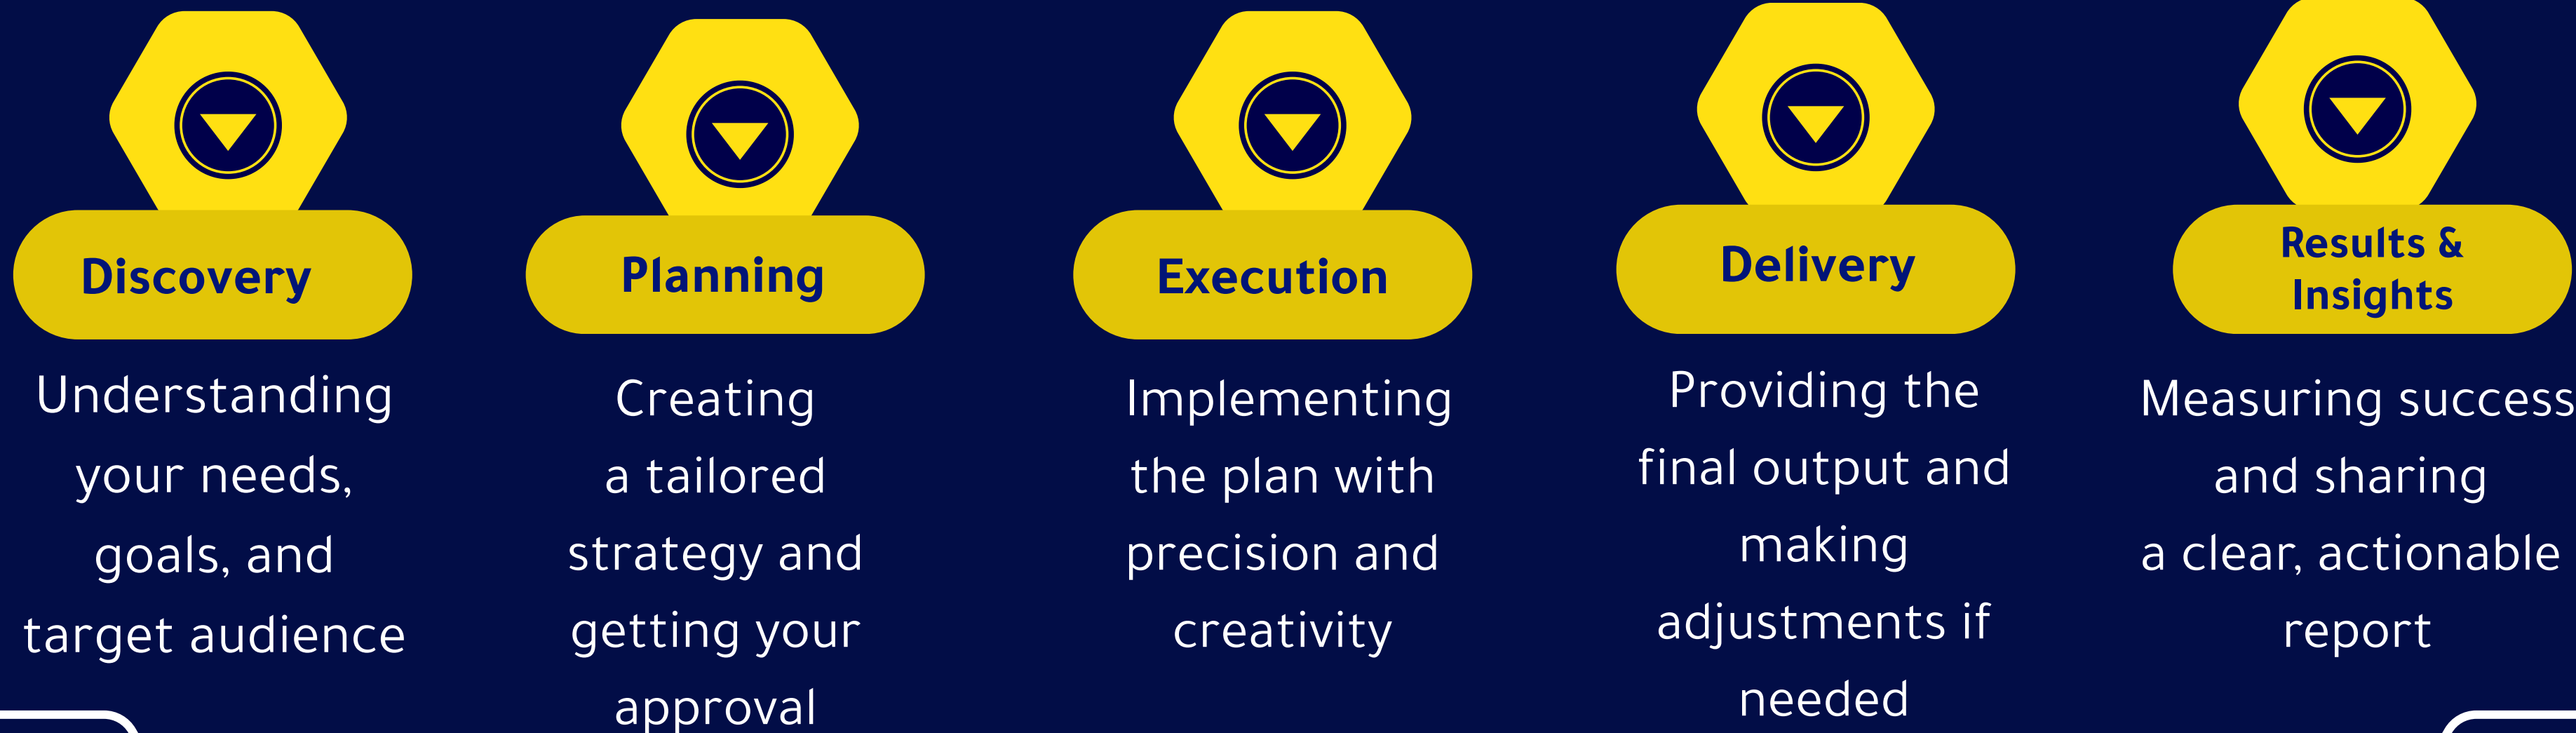 Discovery
Understanding
your needs,
goals, and
target audience
Planning
Creating
a tailored
strategy and
getting your
approval
Execution
Implementing
the plan with
precision and
creativity
Delivery
Providing the
final output and
making
adjustments if
needed
Results &
Insights
Measuring success
and sharing
a clear, actionable
report